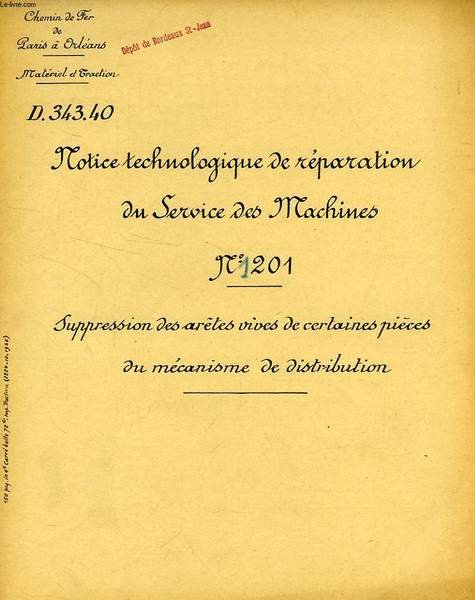 Le-livre.com
Chemin de Fer
de
Paris à Orléans
Matériel et Traction
Dépôt de Bordeaux St-Jean
D.343.40
Notice technologique de réparation
du Service des Machines
N° 1201
Suppression des arêtes vives de certaines pièces
du mécanisme de distribution